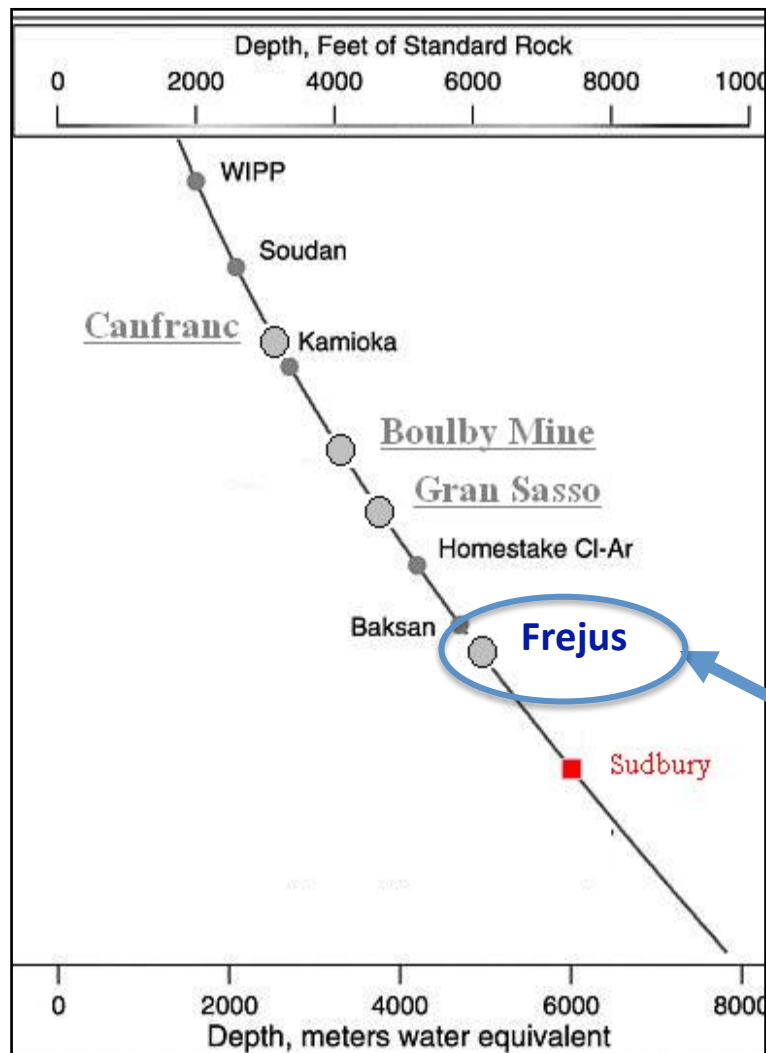 Depth, Feet of Standard Rock
0 2000 4000 6000 8000 1000
WIPP
Soudan
Canfranc
Kamioka
Boulby Mine
Gran Sasso
Homestake Cl-Ar
Baksan
Frejus
Sudbury
0 2000 4000 6000 8000
Depth, meters water equivalent